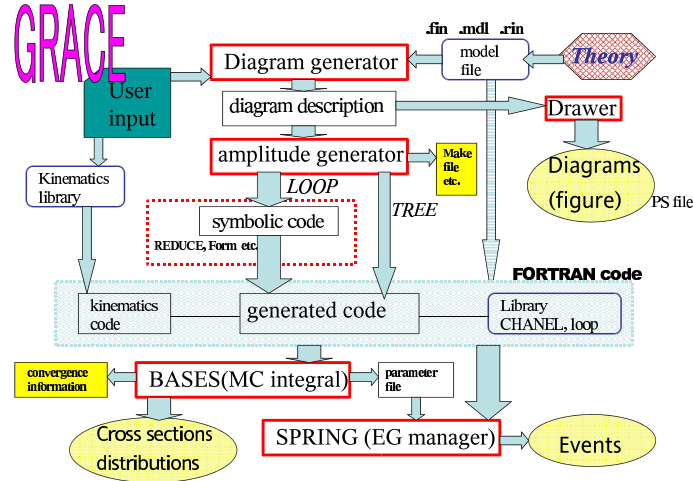 GRACE
.fin .mdl .rin
Diagram generator
model
file
Theory
User
input
diagram description
Drawer
amplitude generator
Make
file
etc.
Diagrams
(figure)
PS file
Kinematics
library
LOOP
TREE
symbolic code
REDUCE, Form etc.
FORTRAN code
kinematics
code
generated code
Library
CHANEL, loop
convergence
information
BASES(MC integral)
parameter
file
Cross sections
distributions
SPRING (EG manager)
Events